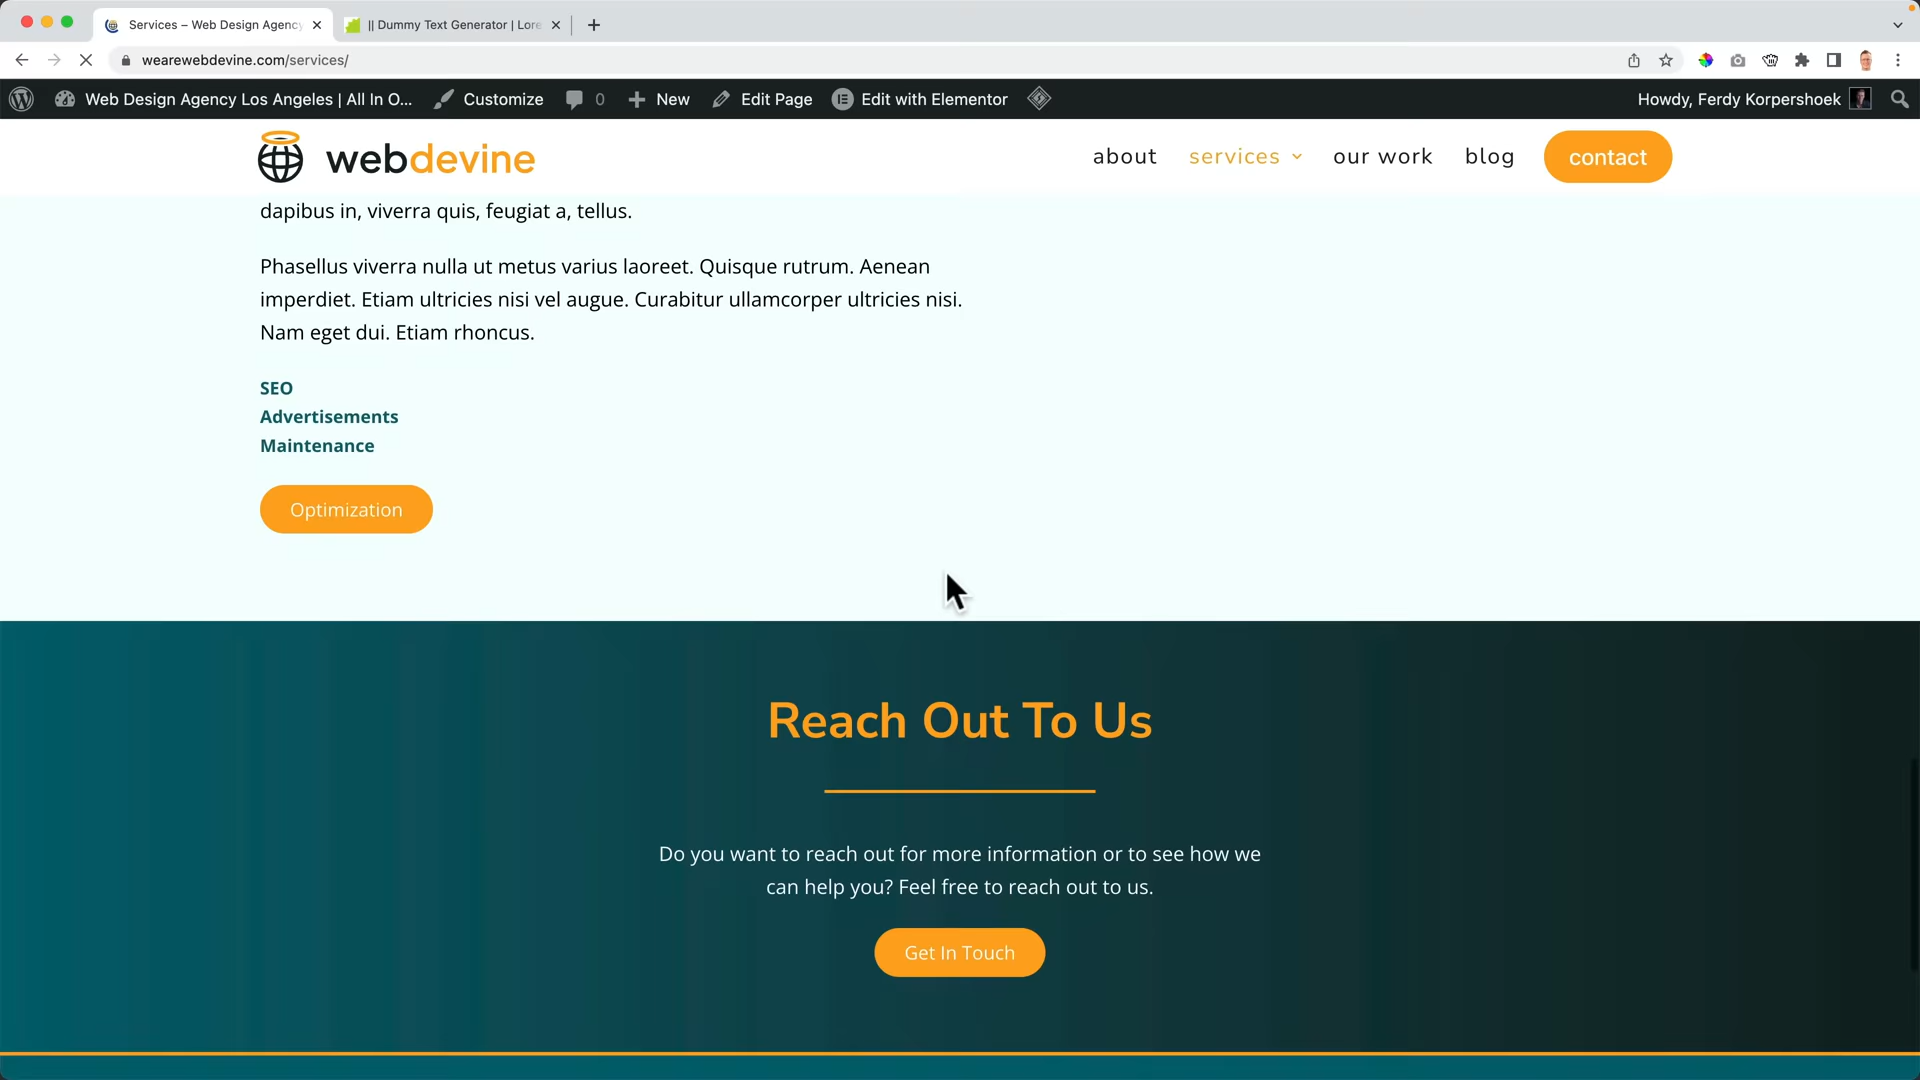 Services – Web Design Agency
|| Dummy Text Generator | Lore
wearewebdevine.com/services/
Web Design Agency Los Angeles | All In O...
Customize
0
New
Edit Page
Edit with Elementor
Howdy, Ferdy Korpershoek
webdevine
about
services
our work
blog
contact
dapibus in, viverra quis, feugiat a, tellus.
Phasellus viverra nulla ut metus varius laoreet. Quisque rutrum. Aenean
imperdiet. Etiam ultricies nisi vel augue. Curabitur ullamcorper ultricies nisi.
Nam eget dui. Etiam rhoncus.
SEO
Advertisements
Maintenance
Optimization
Reach Out To Us
Do you want to reach out for more information or to see how we
can help you? Feel free to reach out to us.
Get In Touch